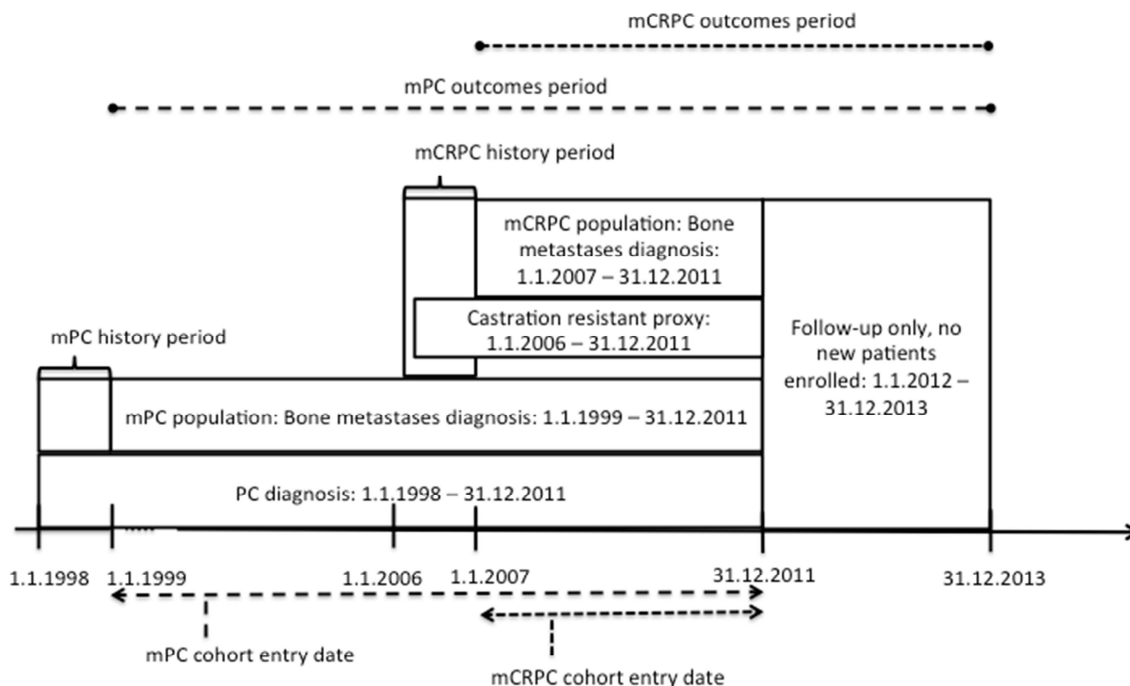 mCRPC outcomes period
mPC outcomes period
mCRPC history period
mCRPC population: Bone
metastases diagnosis:
1.1.2007 – 31.12.2011
Castration resistant proxy:
1.1.2006 – 31.12.2011
mPC history period
Follow-up only, no
new patients
enrolled: 1.1.2012 –
31.12.2013
mPC population: Bone metastases diagnosis: 1.1.1999 – 31.12.2011
PC diagnosis: 1.1.1998 – 31.12.2011
1.1.1998 1.1.1999 1.1.2006 1.1.2007 31.12.2011 31.12.2013
mPC cohort entry date
mCRPC cohort entry date